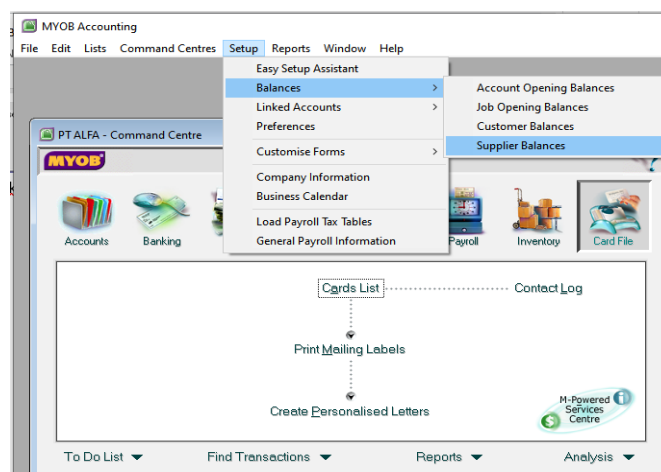 MYOB Accounting
File Edit Lists Command Centres Setup Reports Window Help
Easy Setup Assistant
Balances
Linked Accounts
Preferences
Customise Forms
Company Information
Business Calendar
Load Payroll Tax Tables
General Payroll Information
Account Opening Balances
Job Opening Balances
Customer Balances
Supplier Balances
PT ALFA - Command Centre
MYOB
Accounts Banking Payroll Inventory Card File
Cards List Contact Log
Print Mailing Labels
Create Personalised Letters
M-Powered
Services
Centre
To Do List Find Transactions Reports Analysis